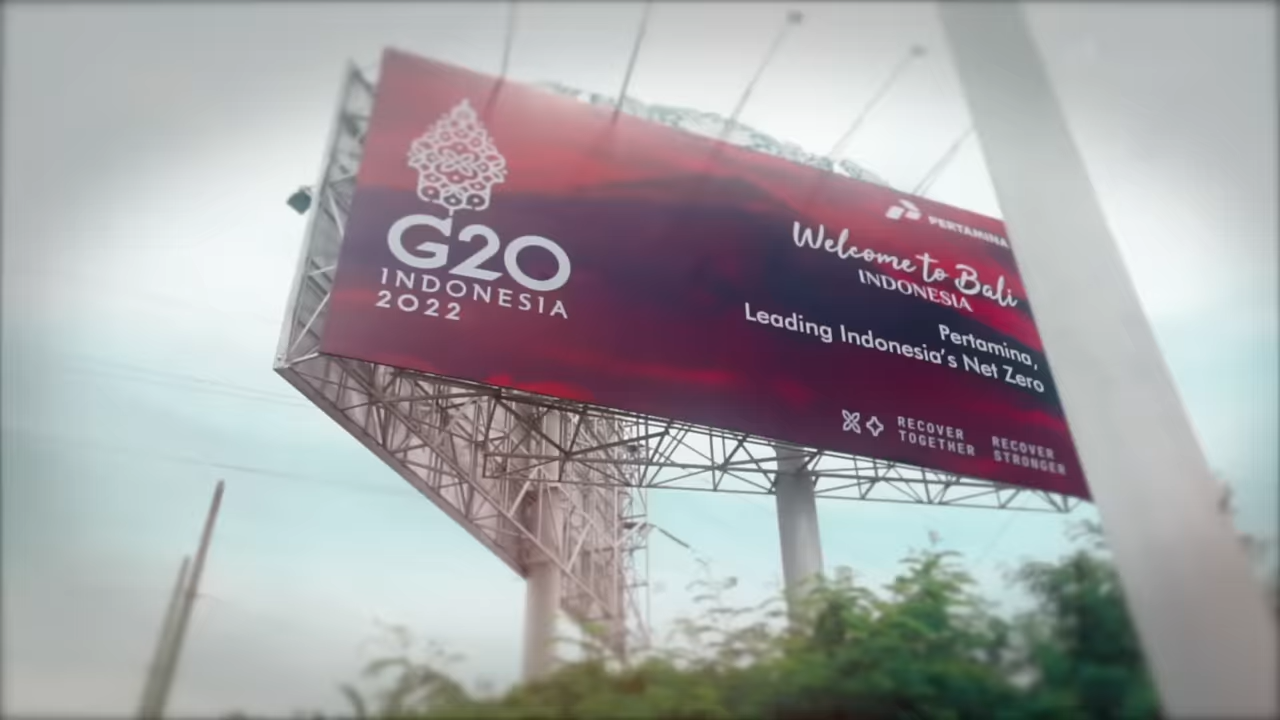 G20
INDONESIA
2022
PERTAMINA
Welcome to Bali
INDONESIA
Pertamina,
Leading Indonesia's Net Zero
RECOVER
TOGETHER
RECOVER
STRONGER